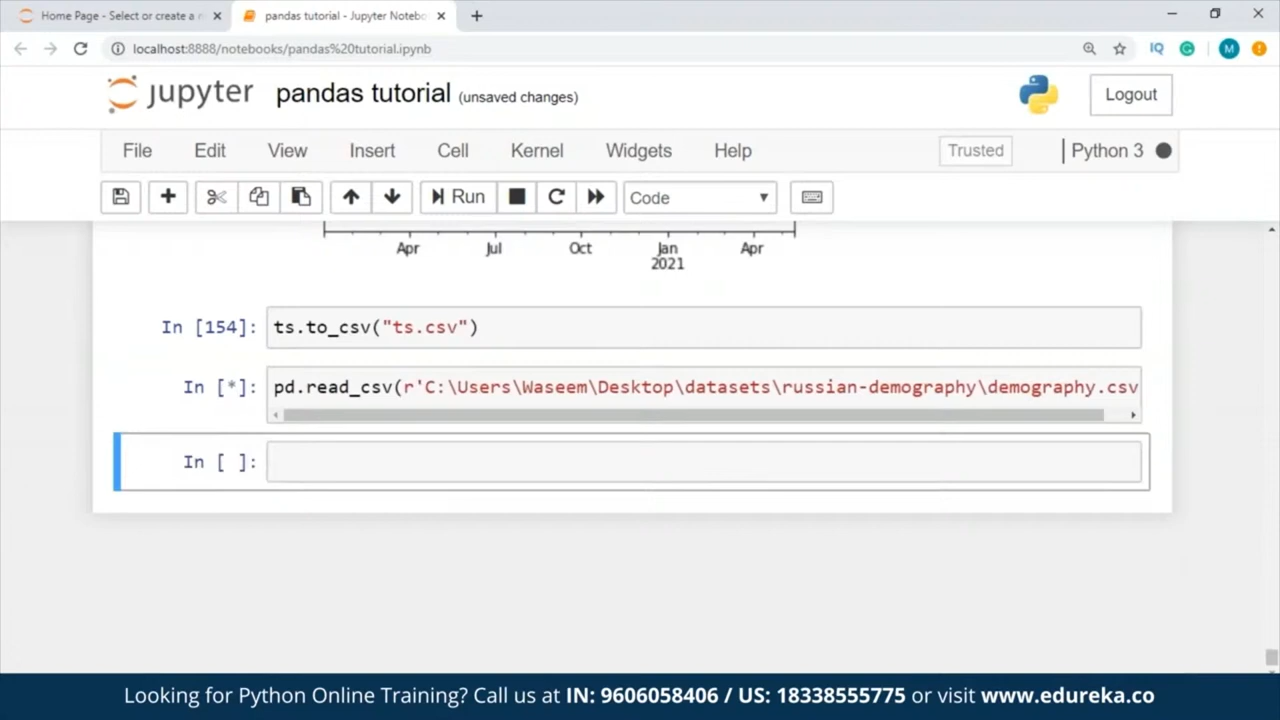 Home Page - Select or create a n
pandas tutorial - Jupyter Notebo
localhost:8888/notebooks/pandas%20tutorial.ipynb
IQ
M
jupyter pandas tutorial (unsaved changes)
Logout
File Edit View Insert Cell Kernel Widgets Help
Trusted
Python 3
Run
Code
Apr Jul Oct Jan Apr
2021
In [154]: ts.to_csv("ts.csv")
In [*]: pd.read_csv(r'C:\Users\Waseem\Desktop\datasets\russian-demography\demography.csv
In [ ]:
Looking for Python Online Training? Call us at IN: 9606058406 / US: 18338555775 or visit www.edureka.co